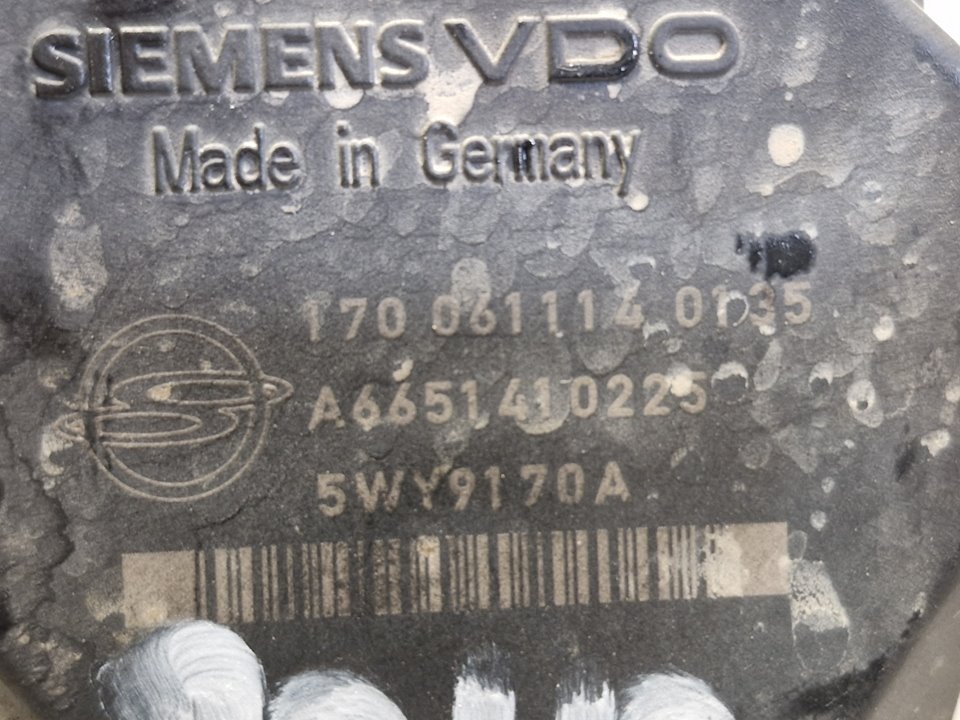 SIEMENS VDO
Made in Germany
170 061114 0135
A6651410225
5WY9170A